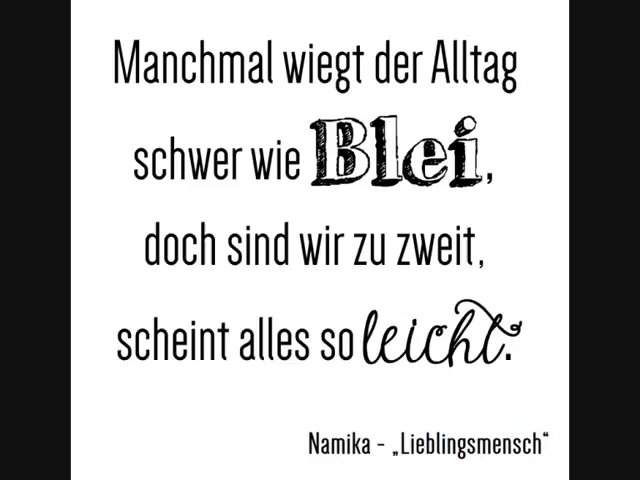 Manchmal wiegt der Alltag
schwer wie Blei,
doch sind wir zu zweit,
scheint alles so leicht.
Namika - „Lieblingsmensch“